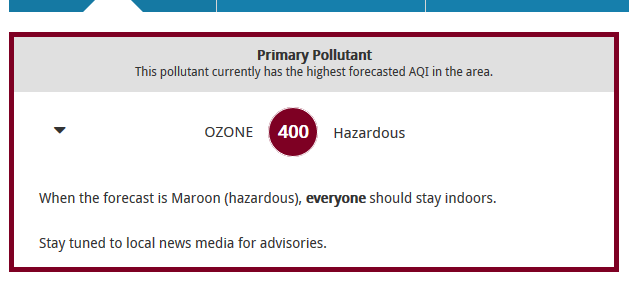 Primary Pollutant
This pollutant currently has the highest forecasted AQI in the area.
OZONE 400 Hazardous
When the forecast is Maroon (hazardous), everyone should stay indoors.
Stay tuned to local news media for advisories.